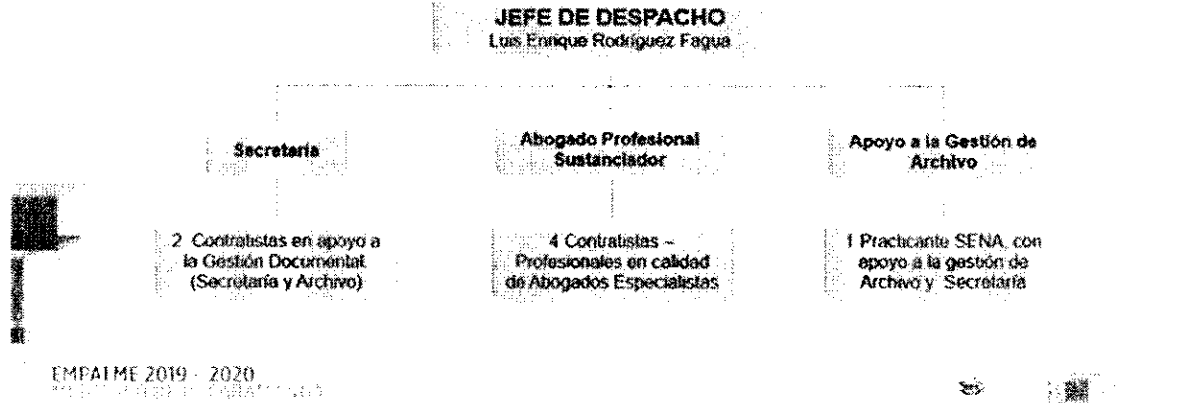 JEFE DE DESPACHO
Luis Enrique Rodríguez Fagua
Secretaría
Abogado Profesional
Sustanciador
Apoyo a la Gestión de
Archivo
2 Contratistas en apoyo a
la Gestión Documental
(Secretaría y Archivo)
4 Contratistas –
Profesionales en calidad
de Abogados Especialistas
1 Practicante SENA, con
apoyo a la gestión de
Archivo y Secretaría
EMPALME 2019 - 2020